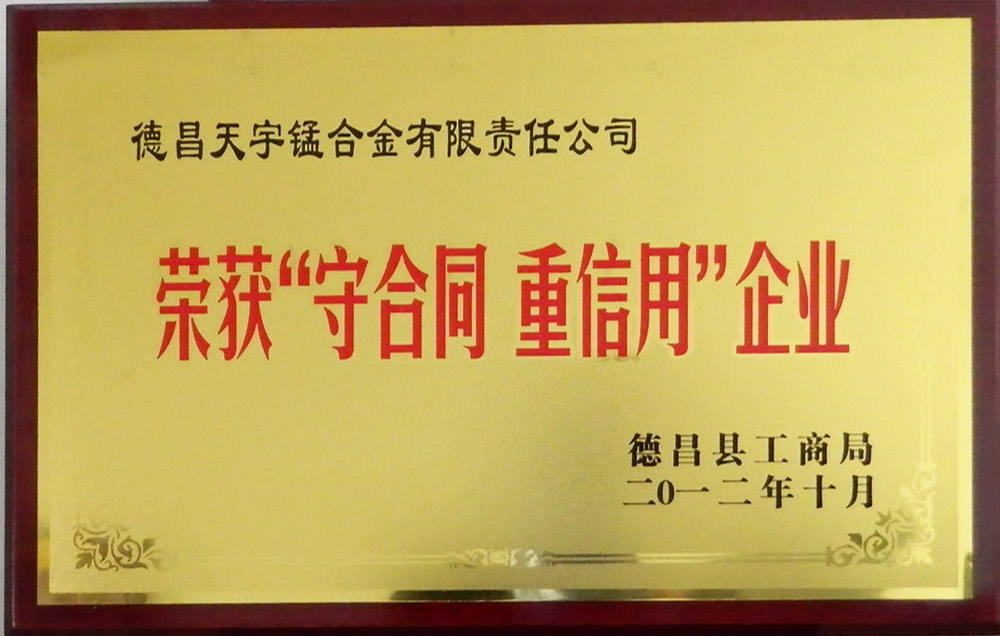 德昌天宇锰合金有限责任公司
荣获“守合同 重信用”企业
德昌县工商局
二0一二年十月